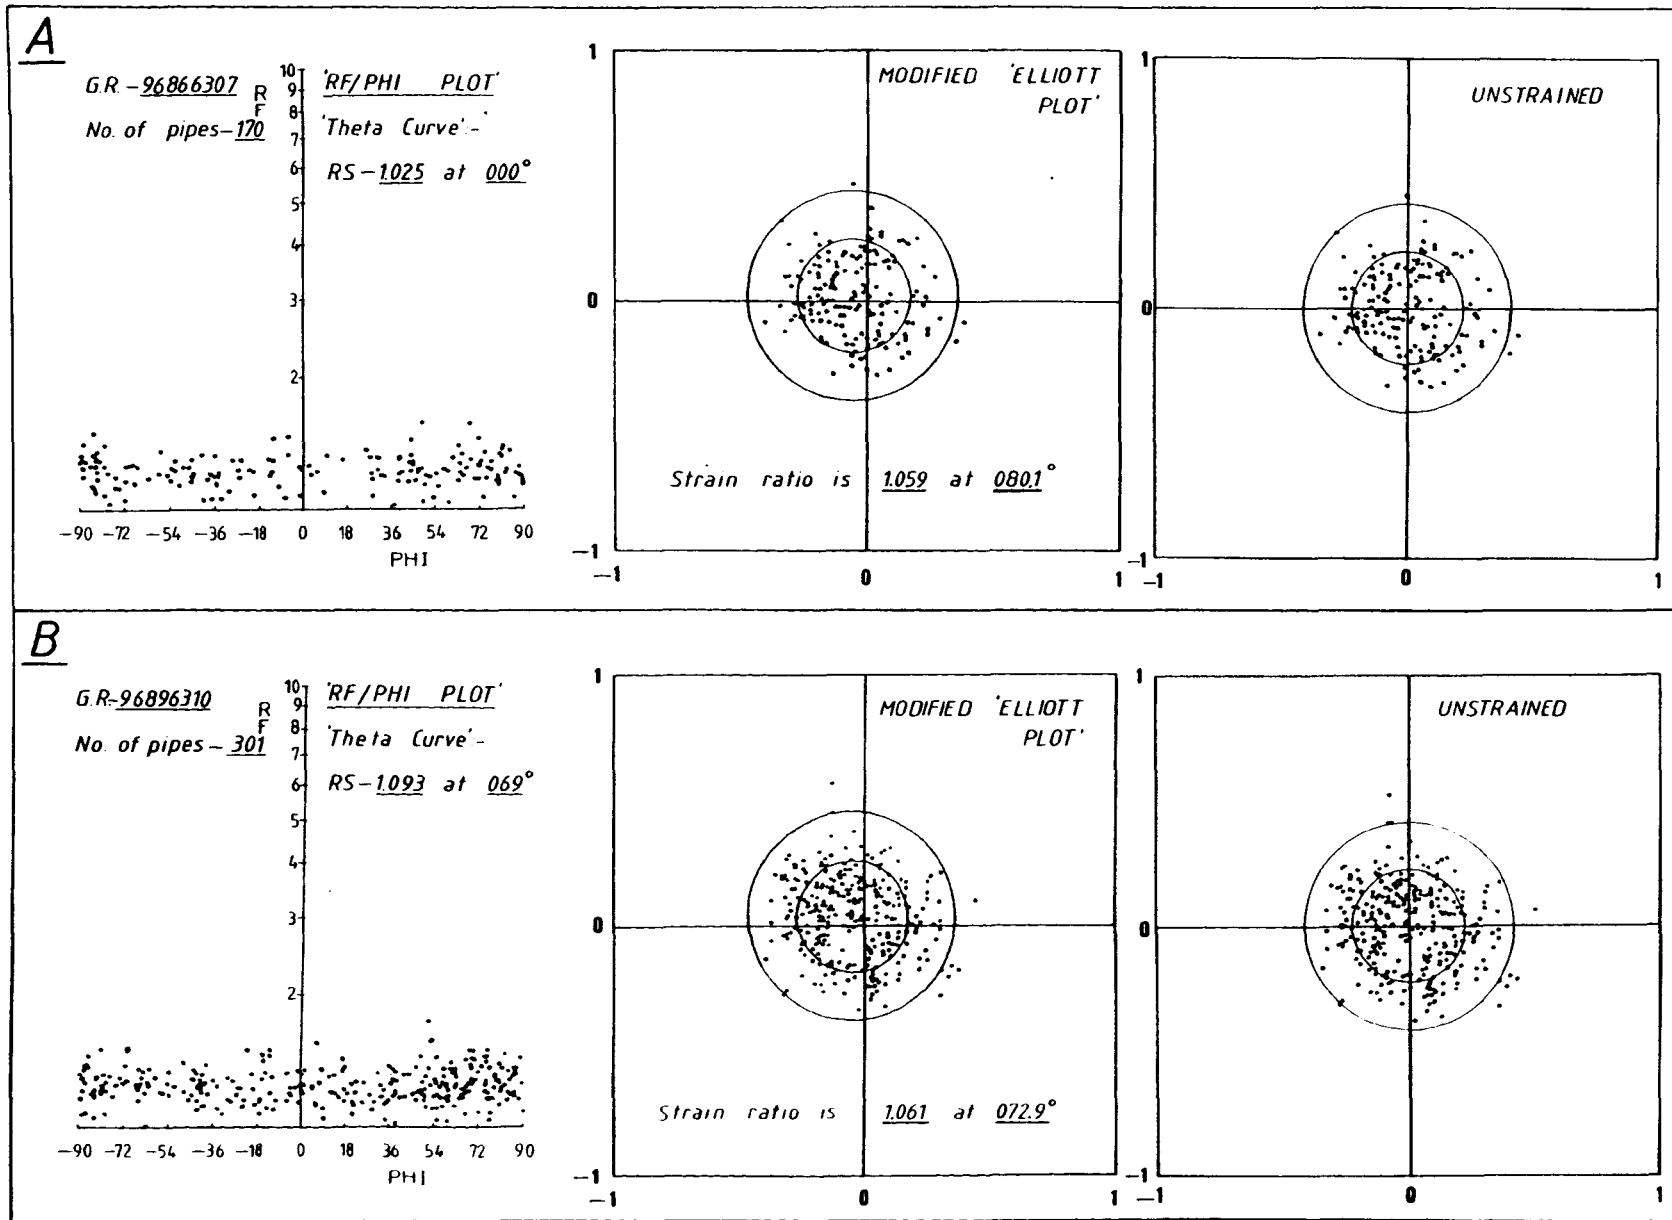 A
G.R.-96866307
No. of pipes-170
RF
10
9
8
7
6
5
4
3
2
'RF/PHI PLOT'
'Theta Curve'-
RS-1.025 at 000°
-90 -72 -54 -36 -18 0 18 36 54 72 90
PHI
MODIFIED 'ELLIOTT
PLOT'
1
0
-1
Strain ratio is 1.059 at 080.1°
-1 0 1
UNSTRAINED
1
0
-1
-1 0 1
B
G.R-96896310
No. of pipes-301
RF
10
9
8
7
6
5
4
3
2
'RF/PHI PLOT'
'Theta Curve'-
RS-1.093 at 069°
-90 -72 -54 -36 -18 0 18 36 54 72 90
PHI
MODIFIED 'ELLIOTT
PLOT'
1
0
-1
Strain ratio is 1.061 at 072.9°
-1 0 1
UNSTRAINED
1
0
-1
-1 0 1